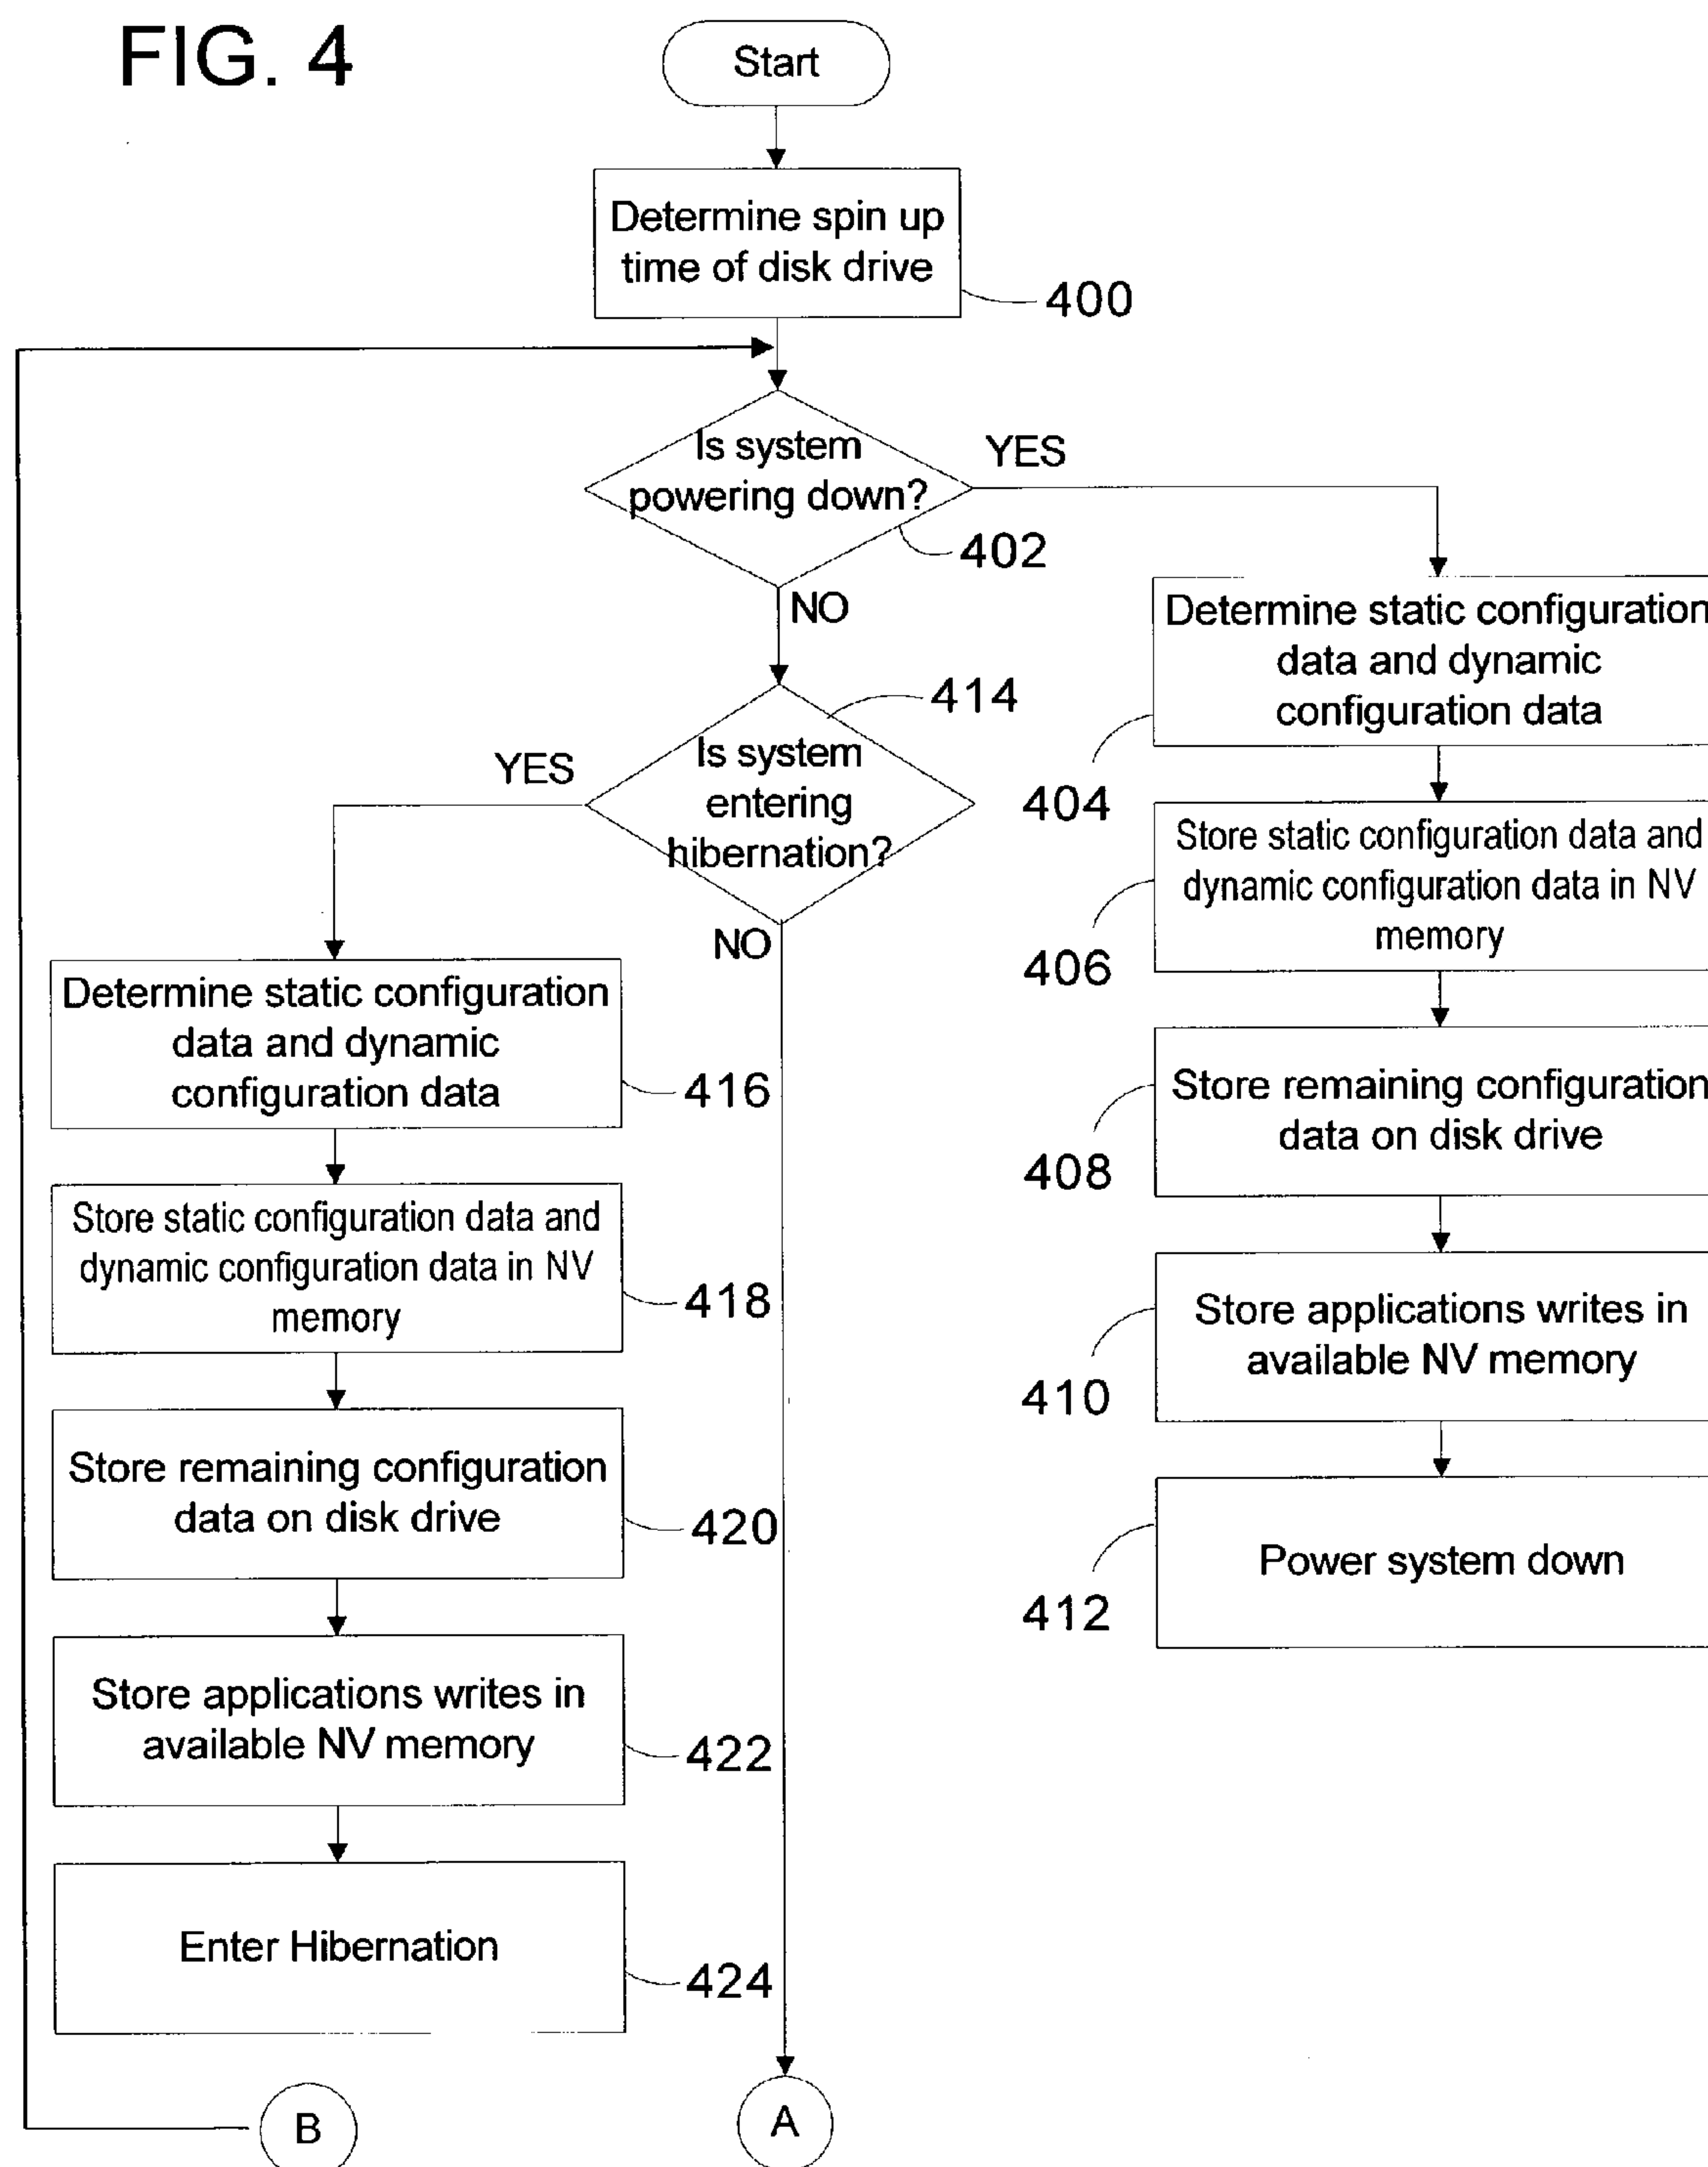 FIG. 4
Start
Determine spin up
time of disk drive
400
Is system
powering down?
YES
402
NO
Determine static configuration
data and dynamic
configuration data
404
Store static configuration data and
dynamic configuration data in NV
memory
406
Store remaining configuration
data on disk drive
408
Store applications writes in
available NV memory
410
Power system down
412
414
Is system
entering
hibernation?
YES
NO
Determine static configuration
data and dynamic
configuration data
416
Store static configuration data and
dynamic configuration data in NV
memory
418
Store remaining configuration
data on disk drive
420
Store applications writes in
available NV memory
422
Enter Hibernation
424
B
A